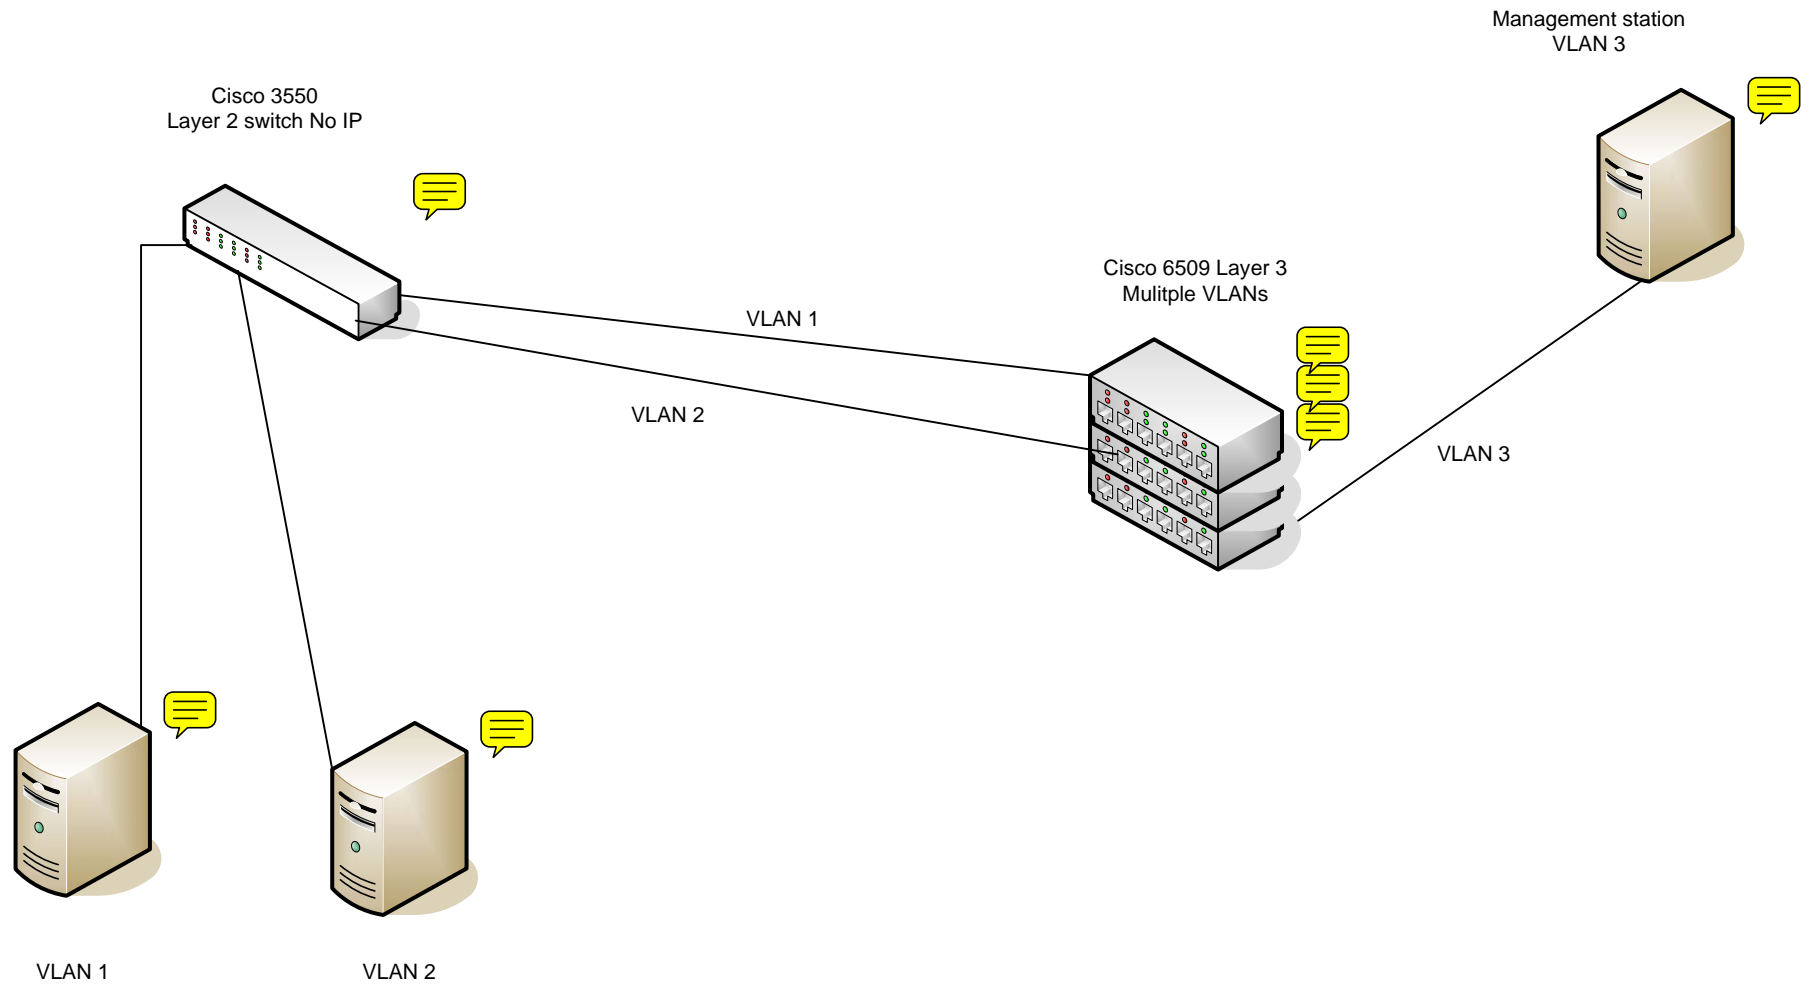 Management station
VLAN 3
Cisco 3550
Layer 2 switch No IP
Cisco 6509 Layer 3
Mulitple VLANs
VLAN 1
VLAN 2
VLAN 3
VLAN 1
VLAN 2